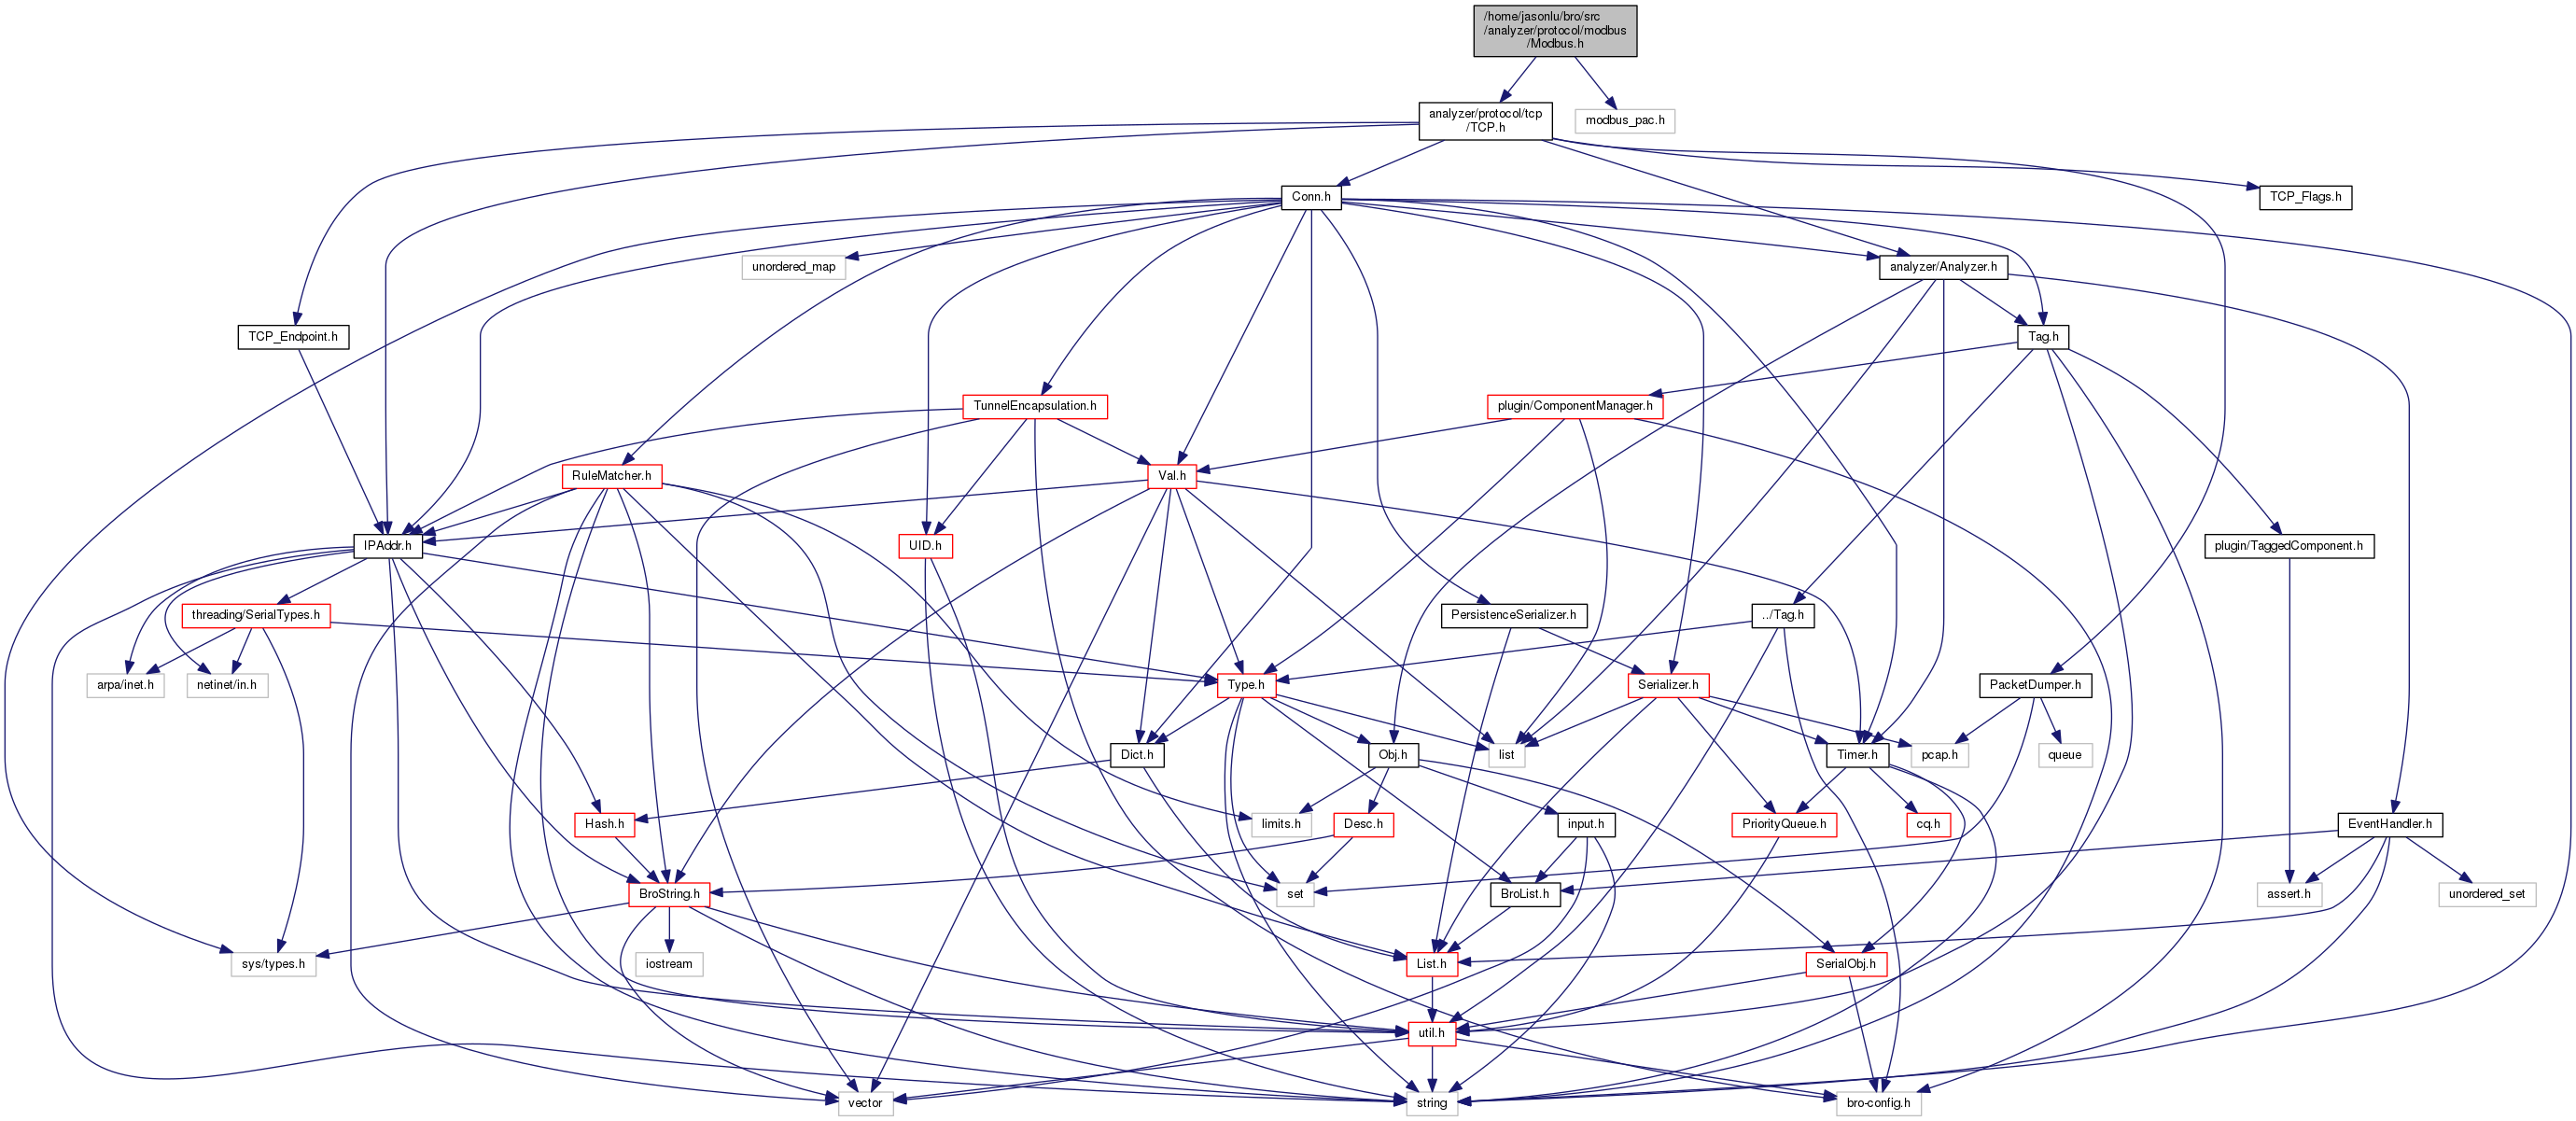 /home/jasonlu/bro/src
/analyzer/protocol/modbus
/Modbus.h
analyzer/protocol/tcp
/TCP.h
modbus_pac.h
Conn.h
TCP_Flags.h
unordered_map
analyzer/Analyzer.h
TCP_Endpoint.h
Tag.h
TunnelEncapsulation.h
plugin/ComponentManager.h
RuleMatcher.h
Val.h
IPAddr.h
UID.h
plugin/TaggedComponent.h
threading/SerialTypes.h
PersistenceSerializer.h
../Tag.h
arpa/inet.h
netinet/in.h
Type.h
Serializer.h
PacketDumper.h
Dict.h
Obj.h
list
Timer.h
pcap.h
queue
Hash.h
limits.h
Desc.h
input.h
PriorityQueue.h
cq.h
EventHandler.h
BroString.h
set
BroList.h
assert.h
unordered_set
sys/types.h
iostream
List.h
SerialObj.h
util.h
vector
string
bro-config.h